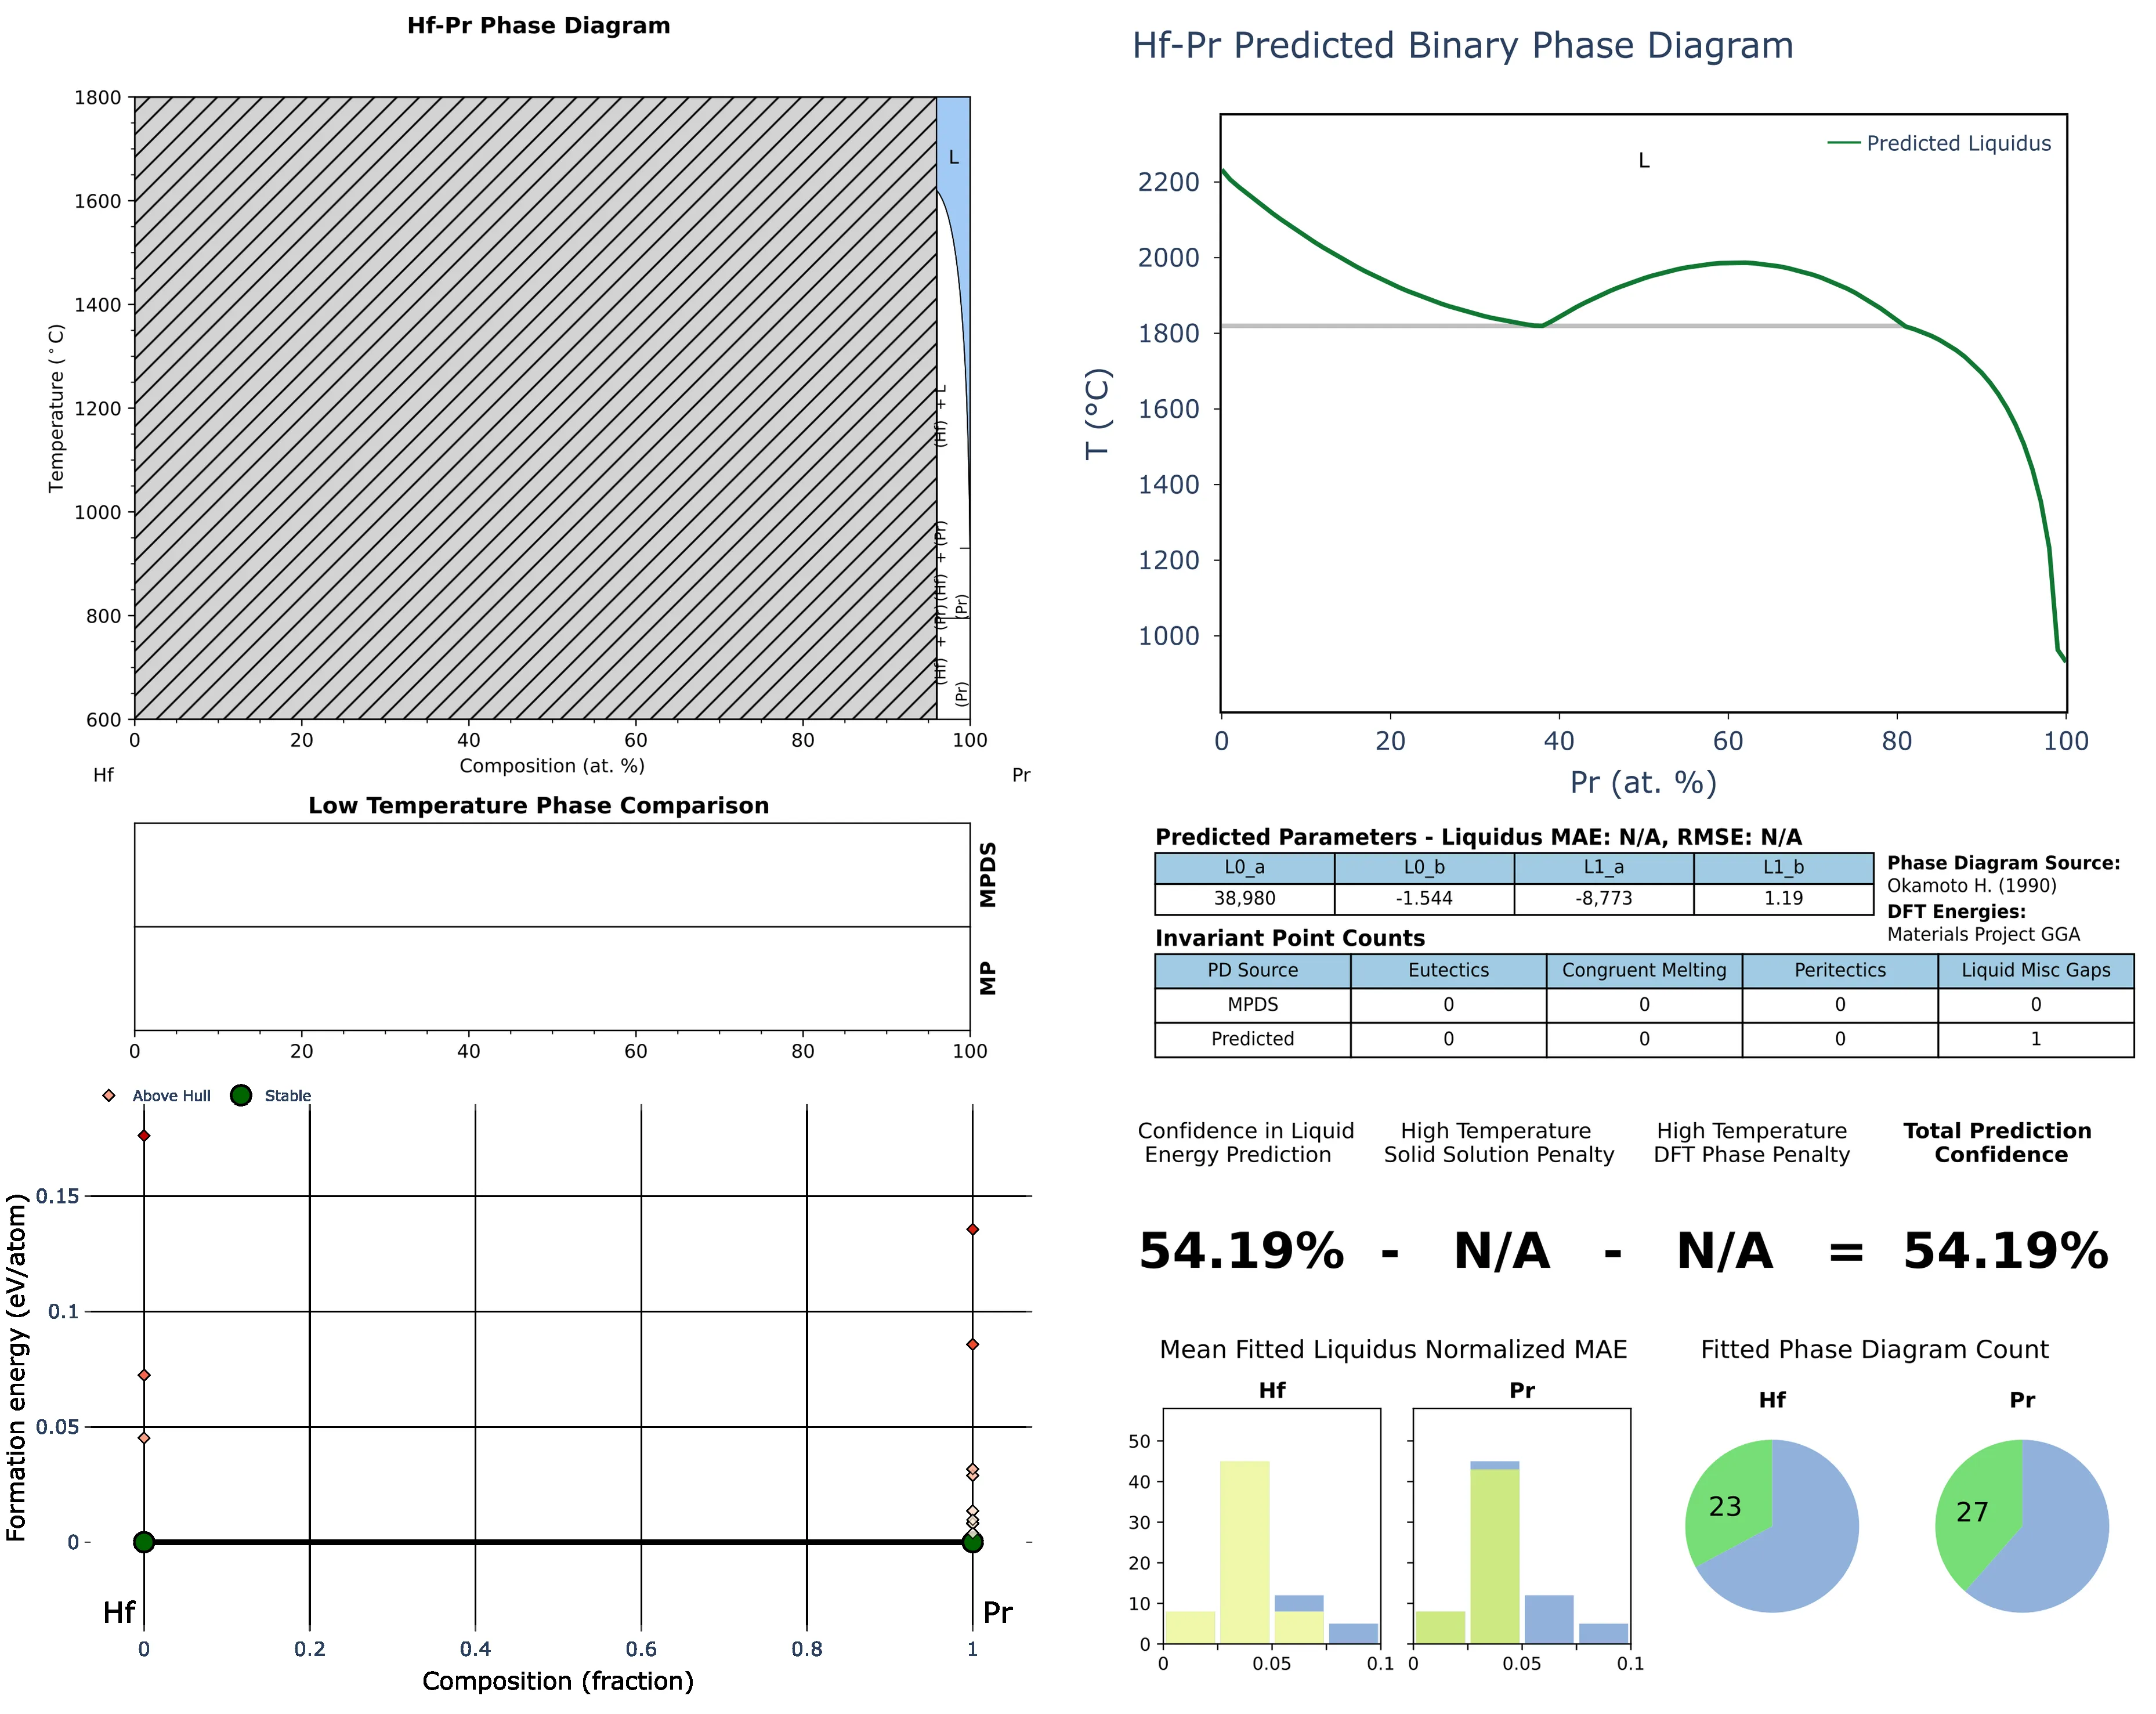 Hf-Pr Phase Diagram
1800
1600
1400
1200
1000
800
600
Temperature (°C)
L
(Hf) + L
(Hf) + (Pr)
(Pr)
(Hf) + (Pr)
(Pr)
0 20 40 60 80 100
Hf Composition (at. %) Pr
Low Temperature Phase Comparison
MPDS
MP
0 20 40 60 80 100
Above Hull Stable
0.15
0.1
0.05
0
Formation energy (eV/atom)
Hf Pr
0 0.2 0.4 0.6 0.8 1
Composition (fraction)
Hf-Pr Predicted Binary Phase Diagram
Predicted Liquidus
L
2200
2000
1800
1600
1400
1200
1000
T (°C)
0 20 40 60 80 100
Pr (at. %)
Predicted Parameters - Liquidus MAE: N/A, RMSE: N/A
L0_a L0_b L1_a L1_b
38,980 -1.544 -8,773 1.19
Phase Diagram Source:
Okamoto H. (1990)
DFT Energies:
Materials Project GGA
Invariant Point Counts
PD Source Eutectics Congruent Melting Peritectics Liquid Misc Gaps
MPDS 0 0 0 0
Predicted 0 0 0 1
Confidence in Liquid Energy Prediction
High Temperature Solid Solution Penalty
High Temperature DFT Phase Penalty
Total Prediction Confidence
54.19% - N/A - N/A = 54.19%
Mean Fitted Liquidus Normalized MAE
Hf Pr
50
40
30
20
10
0
0 0.05 0.1 0 0.05 0.1
Fitted Phase Diagram Count
Hf Pr
23 27